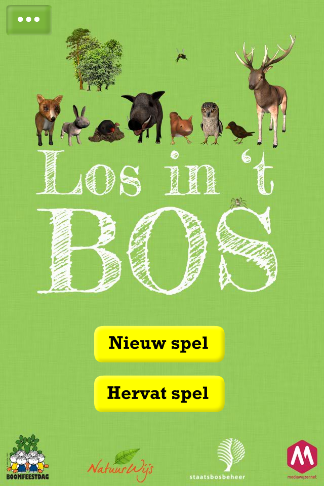 Los in 't
BOS
Nieuw spel
Hervat spel
BOOMFEESTDAG
NatuurWijs
staatsbosbeheer